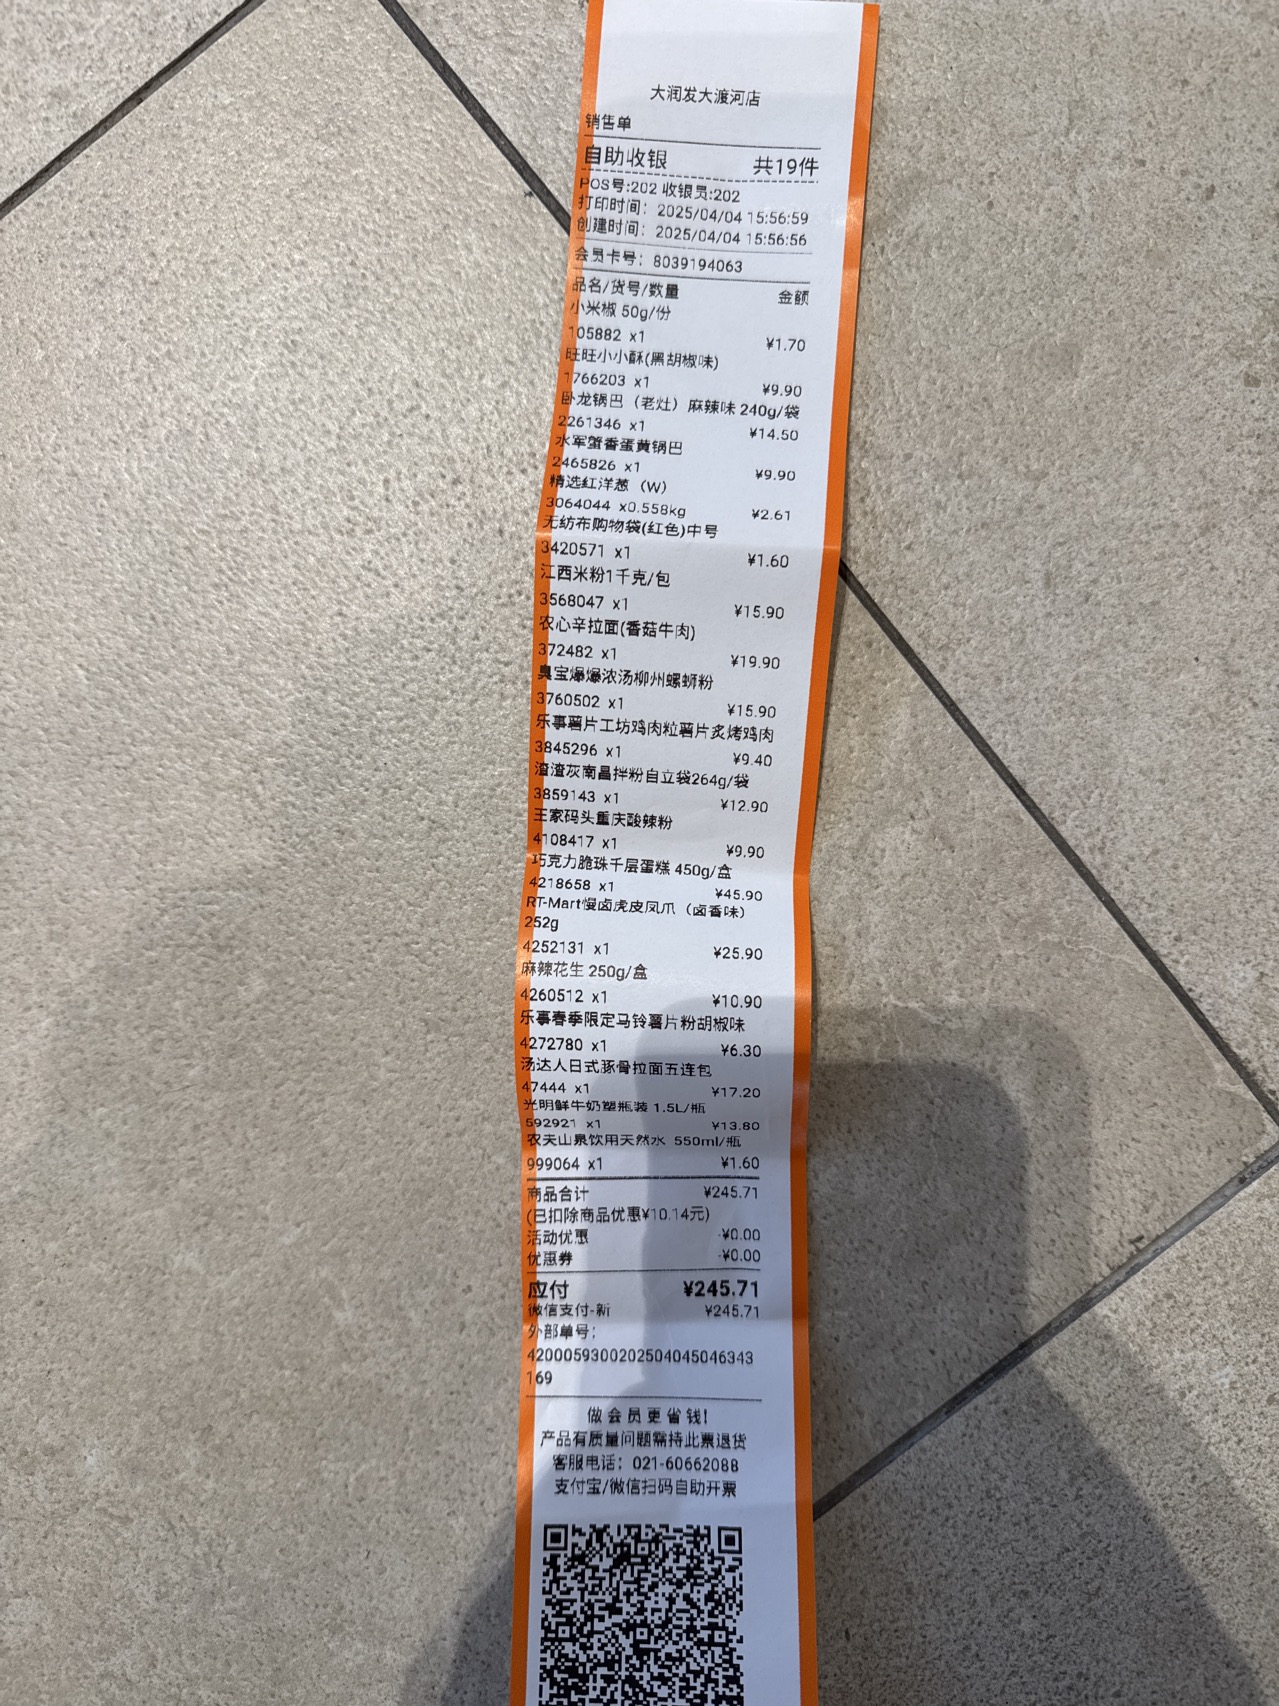 大润发大渡河店
销售单
自助收银 共19件
POS号:202 收银员:202
打印时间: 2025/04/04 15:56:59
创建时间: 2025/04/04 15:56:56
会员卡号: 8039194063
品名/货号/数量 金额
小米椒 50g/份
105882 x1 ¥1.70
旺旺小小酥(黑胡椒味)
1766203 x1 ¥9.90
卧龙锅巴（老灶）麻辣味 240g/袋
2261346 x1 ¥14.50
水军蟹香蛋黄锅巴
2465826 x1 ¥9.90
精选红洋葱（W）
3064044 x0.558kg ¥2.61
无纺布购物袋(红色)中号
3420571 x1 ¥1.60
江西米粉1千克/包
3568047 x1 ¥15.90
农心辛拉面(香菇牛肉)
372482 x1 ¥19.90
臭宝爆爆浓汤柳州螺蛳粉
3760502 x1 ¥15.90
乐事薯片工坊鸡肉粒薯片炙烤鸡肉
3845296 x1 ¥9.40
渣渣灰南昌拌粉自立袋264g/袋
3859143 x1 ¥12.90
王家码头重庆酸辣粉
4108417 x1 ¥9.90
巧克力脆珠千层蛋糕 450g/盒
4218658 x1 ¥45.90
RT-Mart慢卤虎皮凤爪（卤香味）
252g
4252131 x1 ¥25.90
麻辣花生 250g/盒
4260512 x1 ¥10.90
乐事春季限定马铃薯片粉胡椒味
4272780 x1 ¥6.30
汤达人日式豚骨拉面五连包
47444 x1 ¥17.20
光明鲜牛奶塑瓶装 1.5L/瓶
592921 x1 ¥13.80
农夫山泉饮用天然水 550ml/瓶
999064 x1 ¥1.60
商品合计 ¥245.71
(已扣除商品优惠¥10.14元)
活动优惠 -¥0.00
优惠券 -¥0.00
应付 ¥245.71
微信支付-新 ¥245.71
外部单号:
4200059300202504045046343
169
做会员更省钱!
产品有质量问题需持此票退货
客服电话: 021-60662088
支付宝/微信扫码自助开票